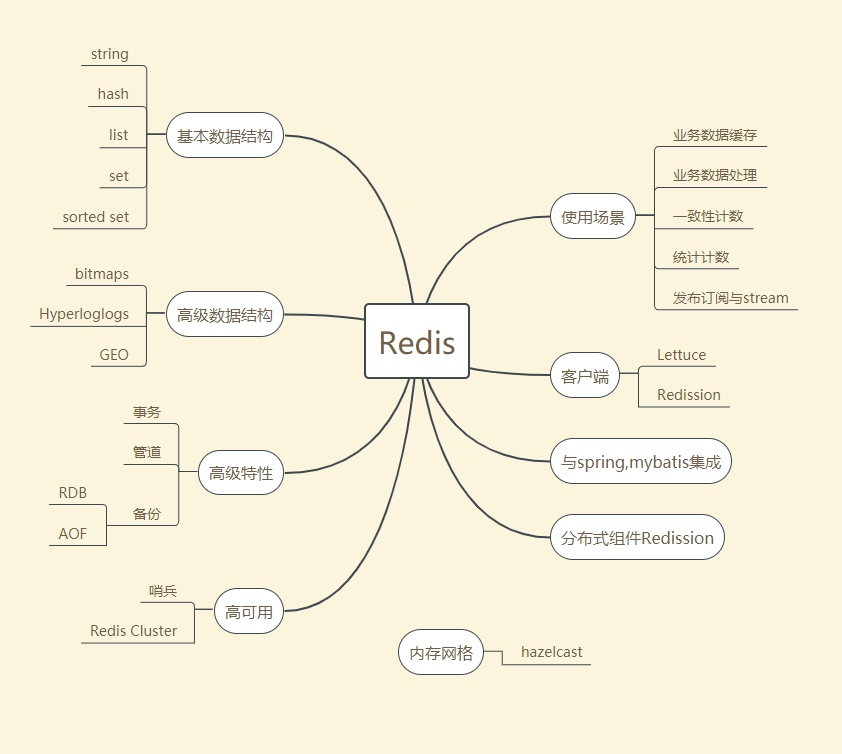 Redis
基本数据结构
string
hash
list
set
sorted set
高级数据结构
bitmaps
Hyperloglogs
GEO
高级特性
事务
管道
备份
RDB
AOF
高可用
哨兵
Redis Cluster
使用场景
业务数据缓存
业务数据处理
一致性计数
统计计数
发布订阅与stream
客户端
Lettuce
Redission
与spring,mybatis集成
分布式组件Redission
内存网格
hazelcast